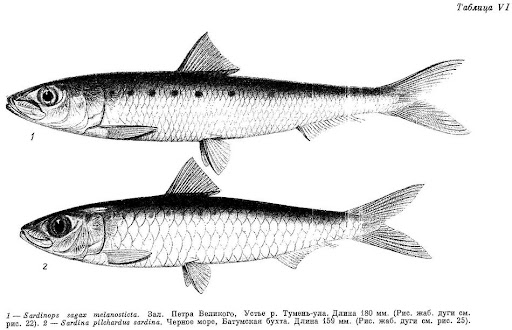 Таблица VI
1
2
1 — Sardinops sagax melanosticta. Зал. Петра Великого, Устье р. Тумень-ула. Длина 180 мм. (Рис. жаб. дуги см.
рис. 22). 2 — Sardina pilchardus sardina. Черное море, Батумская бухта. Длина 159 мм. (Рис. жаб. дуги см. рис. 25).